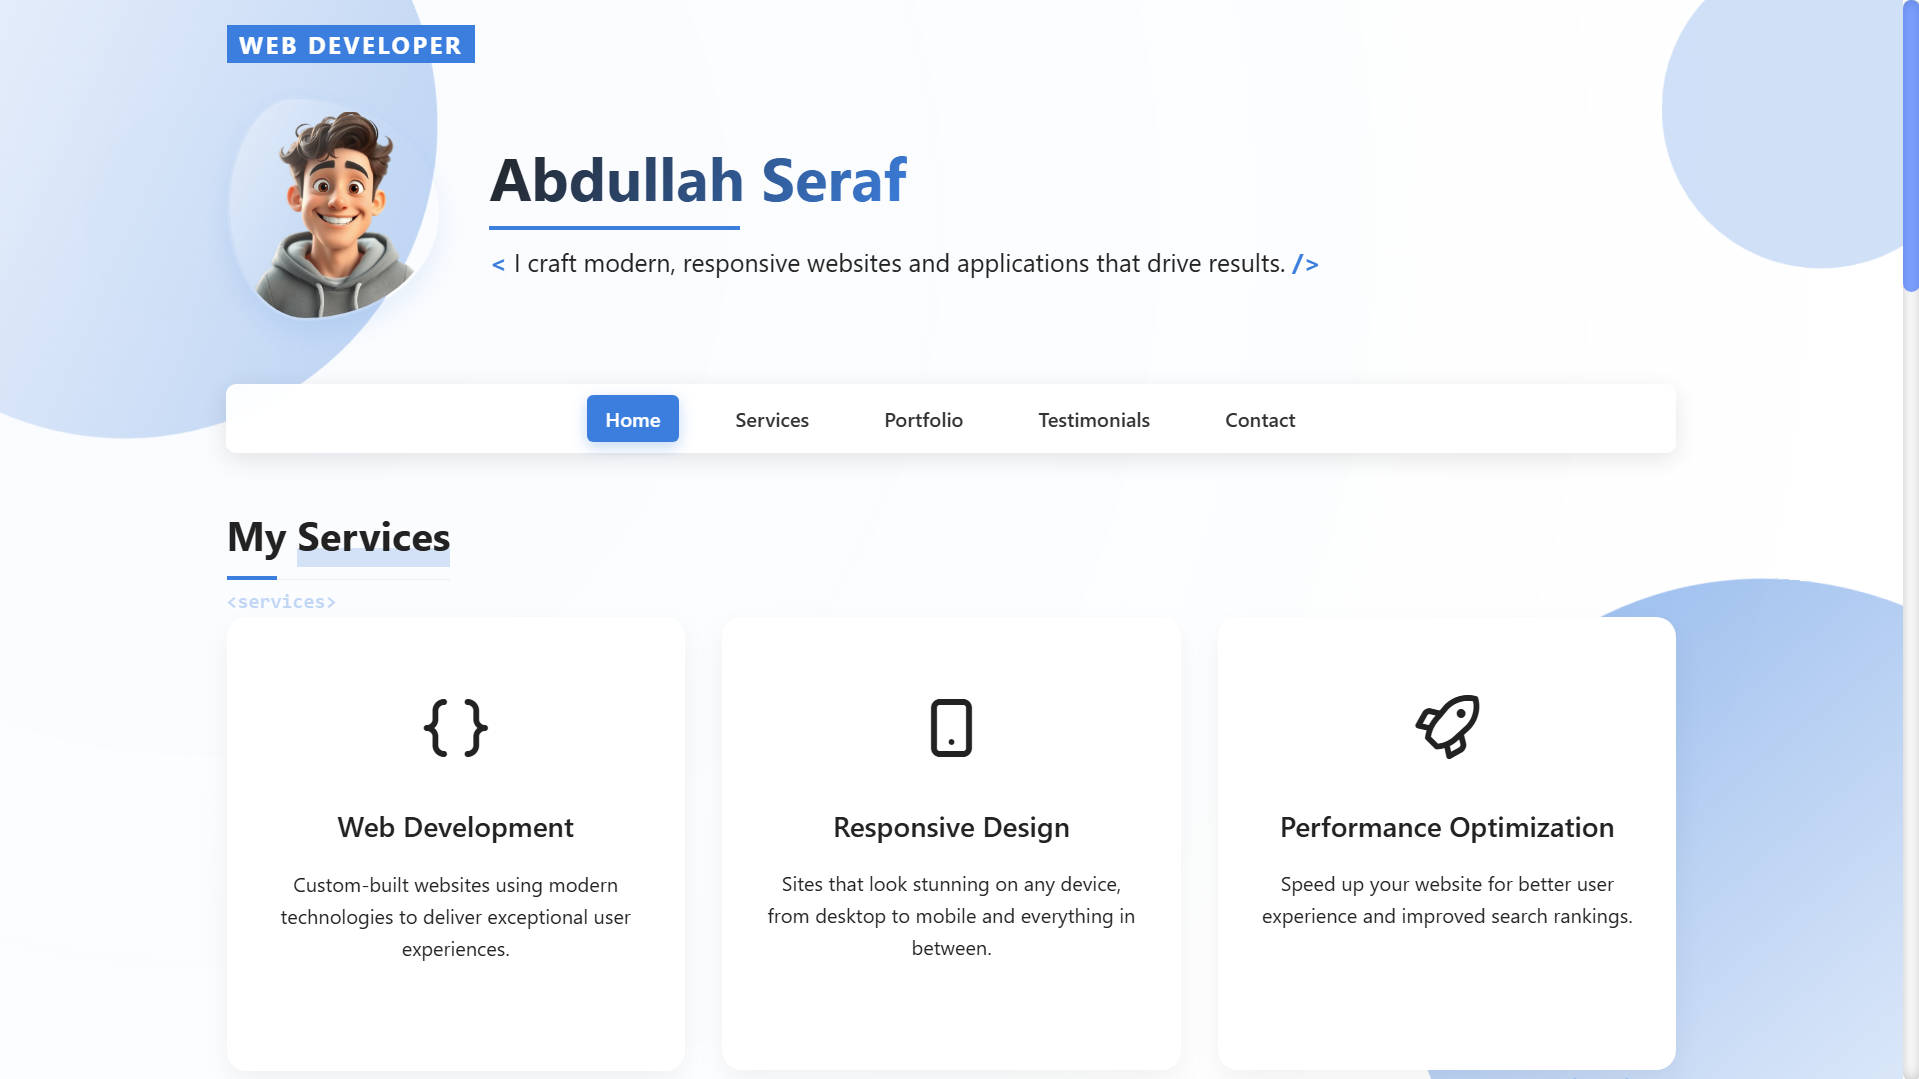 WEB DEVELOPER
Abdullah Seraf
< I craft modern, responsive websites and applications that drive results. />
Home Services Portfolio Testimonials Contact
My Services
<services>
Web Development
Custom-built websites using modern
technologies to deliver exceptional user
experiences.
Responsive Design
Sites that look stunning on any device,
from desktop to mobile and everything in
between.
Performance Optimization
Speed up your website for better user
experience and improved search rankings.